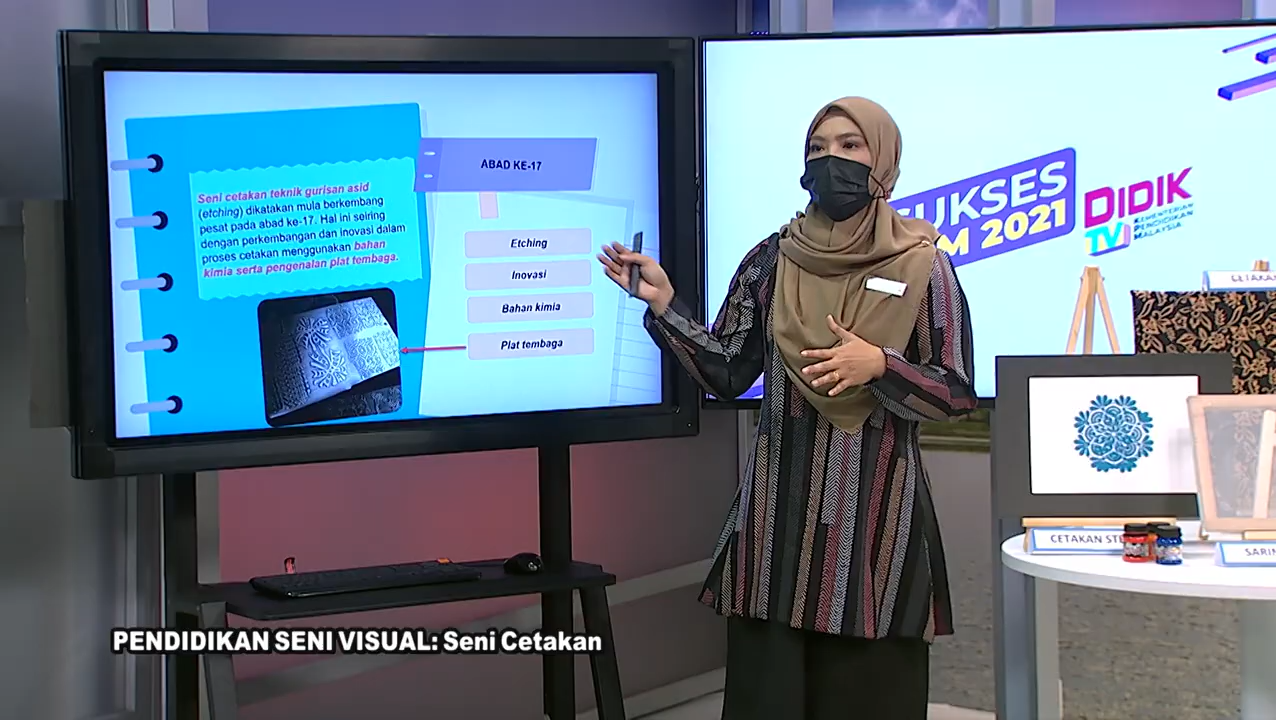 ABAD KE-17
Seni cetakan teknik gurisan asid
(etching) dikatakan mula berkembang
pesat pada abad ke-17. Hal ini seiring
dengan perkembangan dan inovasi dalam
proses cetakan menggunakan bahan
kimia serta pengenalan plat tembaga.
Etching
Inovasi
Bahan kimia
Plat tembaga
SUKSES
2021
DIDIK
TV
KEMENTERIAN
PENDIDIKAN
MALAYSIA
CETAKAN
CETAKAN
PENDIDIKAN SENI VISUAL: Seni Cetakan